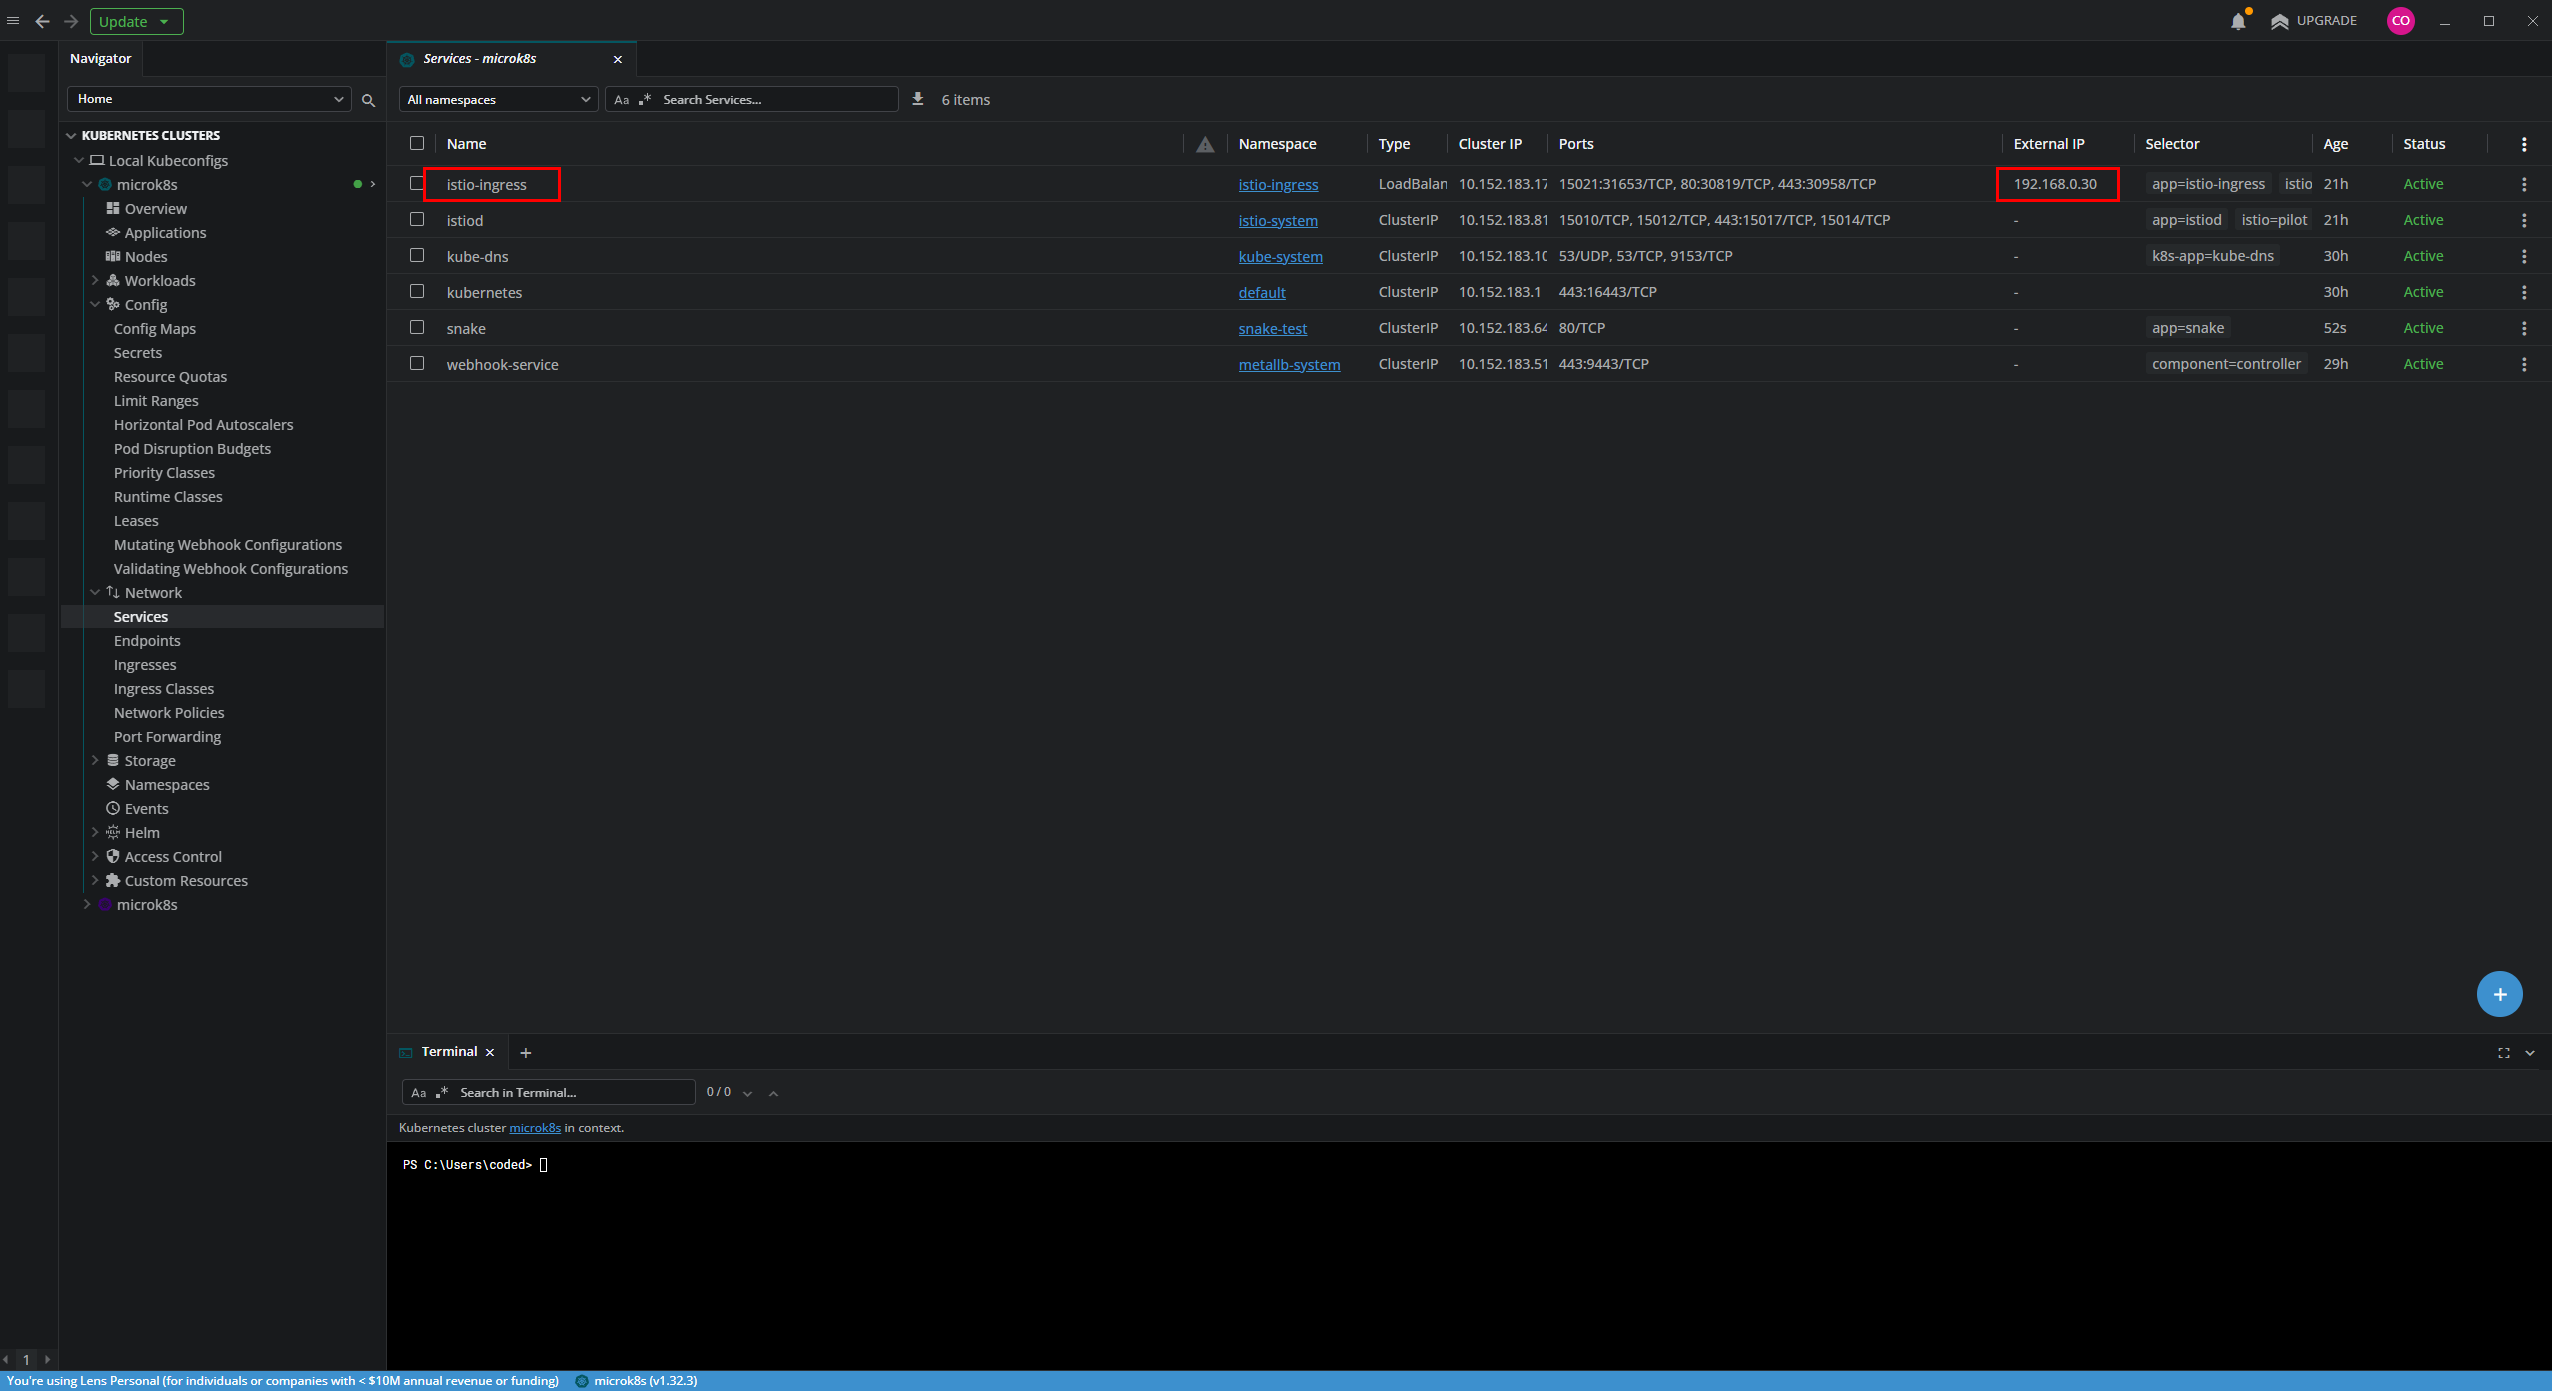 Update
UPGRADE
CO
Navigator
Services - microk8s
Home
All namespaces
Aa .* Search Services...
6 items
KUBERNETES CLUSTERS
Local Kubeconfigs
microk8s
Overview
Applications
Nodes
Workloads
Config
Config Maps
Secrets
Resource Quotas
Limit Ranges
Horizontal Pod Autoscalers
Pod Disruption Budgets
Priority Classes
Runtime Classes
Leases
Mutating Webhook Configurations
Validating Webhook Configurations
Network
Services
Endpoints
Ingresses
Ingress Classes
Network Policies
Port Forwarding
Storage
Namespaces
Events
Helm
Access Control
Custom Resources
microk8s
1
Name Namespace Type Cluster IP Ports External IP Selector Age Status
istio-ingress istio-ingress LoadBalan 10.152.183.17 15021:31653/TCP, 80:30819/TCP, 443:30958/TCP 192.168.0.30 app=istio-ingress istio 21h Active
istiod istio-system ClusterIP 10.152.183.81 15010/TCP, 15012/TCP, 443:15017/TCP, 15014/TCP - app=istiod istio=pilot 21h Active
kube-dns kube-system ClusterIP 10.152.183.10 53/UDP, 53/TCP, 9153/TCP - k8s-app=kube-dns 30h Active
kubernetes default ClusterIP 10.152.183.1 443:16443/TCP - 30h Active
snake snake-test ClusterIP 10.152.183.64 80/TCP - app=snake 52s Active
webhook-service metallb-system ClusterIP 10.152.183.51 443:9443/TCP - component=controller 29h Active
Terminal
Aa .* Search in Terminal...
0 / 0
Kubernetes cluster microk8s in context.
PS C:\Users\coded>
You're using Lens Personal (for individuals or companies with < $10M annual revenue or funding)
microk8s (v1.32.3)